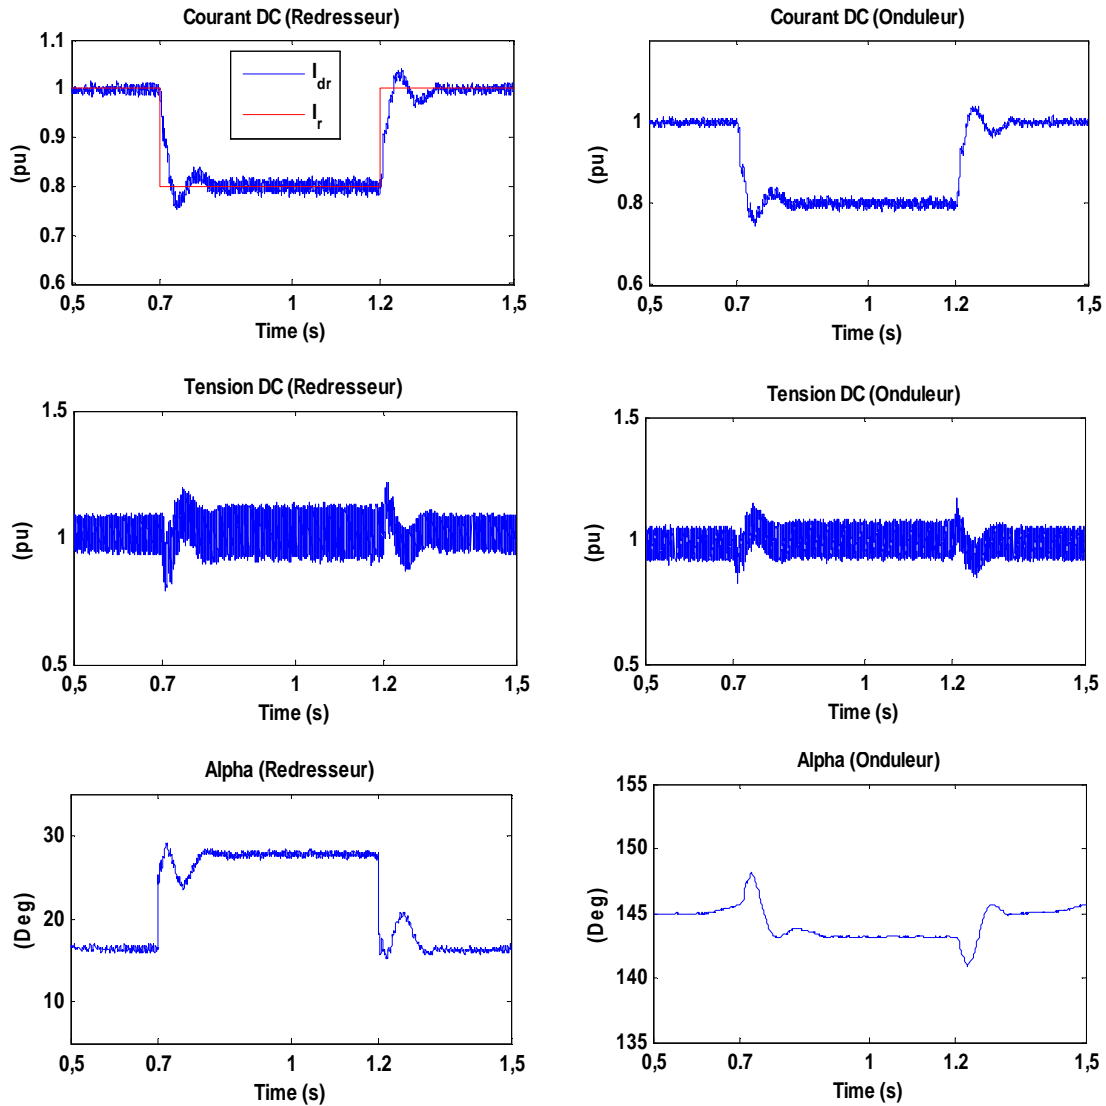 Courant DC (Redresseur)
1.1
1
0.9
0.8
0.7
0.6
(pu)
I_dr
I_r
0,5
0.7
1
1.2
1,5
Time (s)
Courant DC (Onduleur)
1
0.8
0.6
(pu)
0,5
0.7
1
1.2
1,5
Time (s)
Tension DC (Redresseur)
1.5
1
0.5
(pu)
0,5
0.7
1
1.2
1,5
Time (s)
Tension DC (Onduleur)
1.5
1
0.5
(pu)
0,5
0.7
1
1.2
1,5
Time (s)
Alpha (Redresseur)
30
20
10
(Deg)
0,5
0.7
1
1.2
1,5
Time (s)
Alpha (Onduleur)
155
150
145
140
135
(Deg)
0,5
0.7
1
1.2
1,5
Time (s)